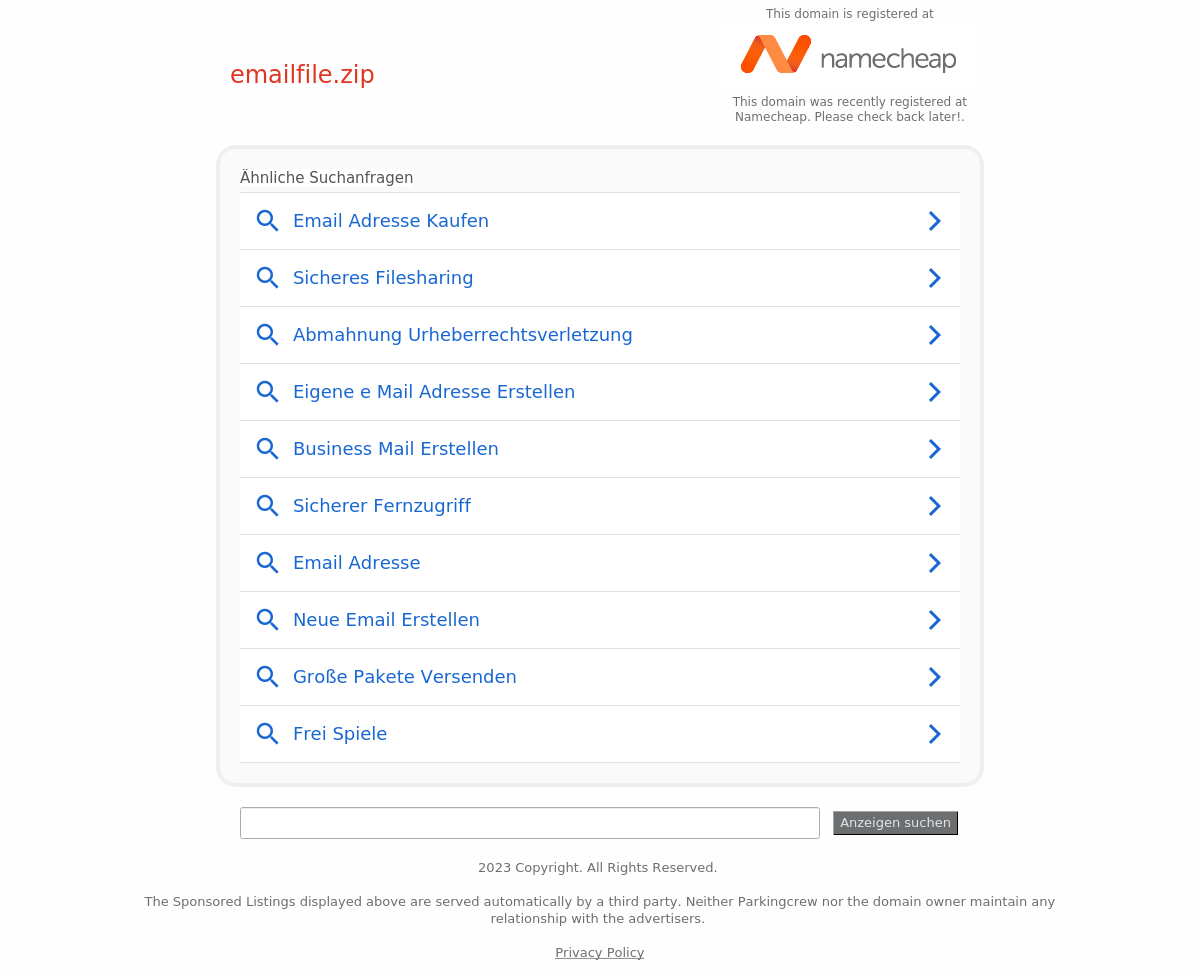 This domain is registered at
namecheap
emailfile.zip
This domain was recently registered at
Namecheap. Please check back later!.
Ähnliche Suchanfragen
Email Adresse Kaufen
Sicheres Filesharing
Abmahnung Urheberrechtsverletzung
Eigene e Mail Adresse Erstellen
Business Mail Erstellen
Sicherer Fernzugriff
Email Adresse
Neue Email Erstellen
Große Pakete Versenden
Frei Spiele
Anzeigen suchen
2023 Copyright. All Rights Reserved.
The Sponsored Listings displayed above are served automatically by a third party. Neither Parkingcrew nor the domain owner maintain any
relationship with the advertisers.
Privacy Policy